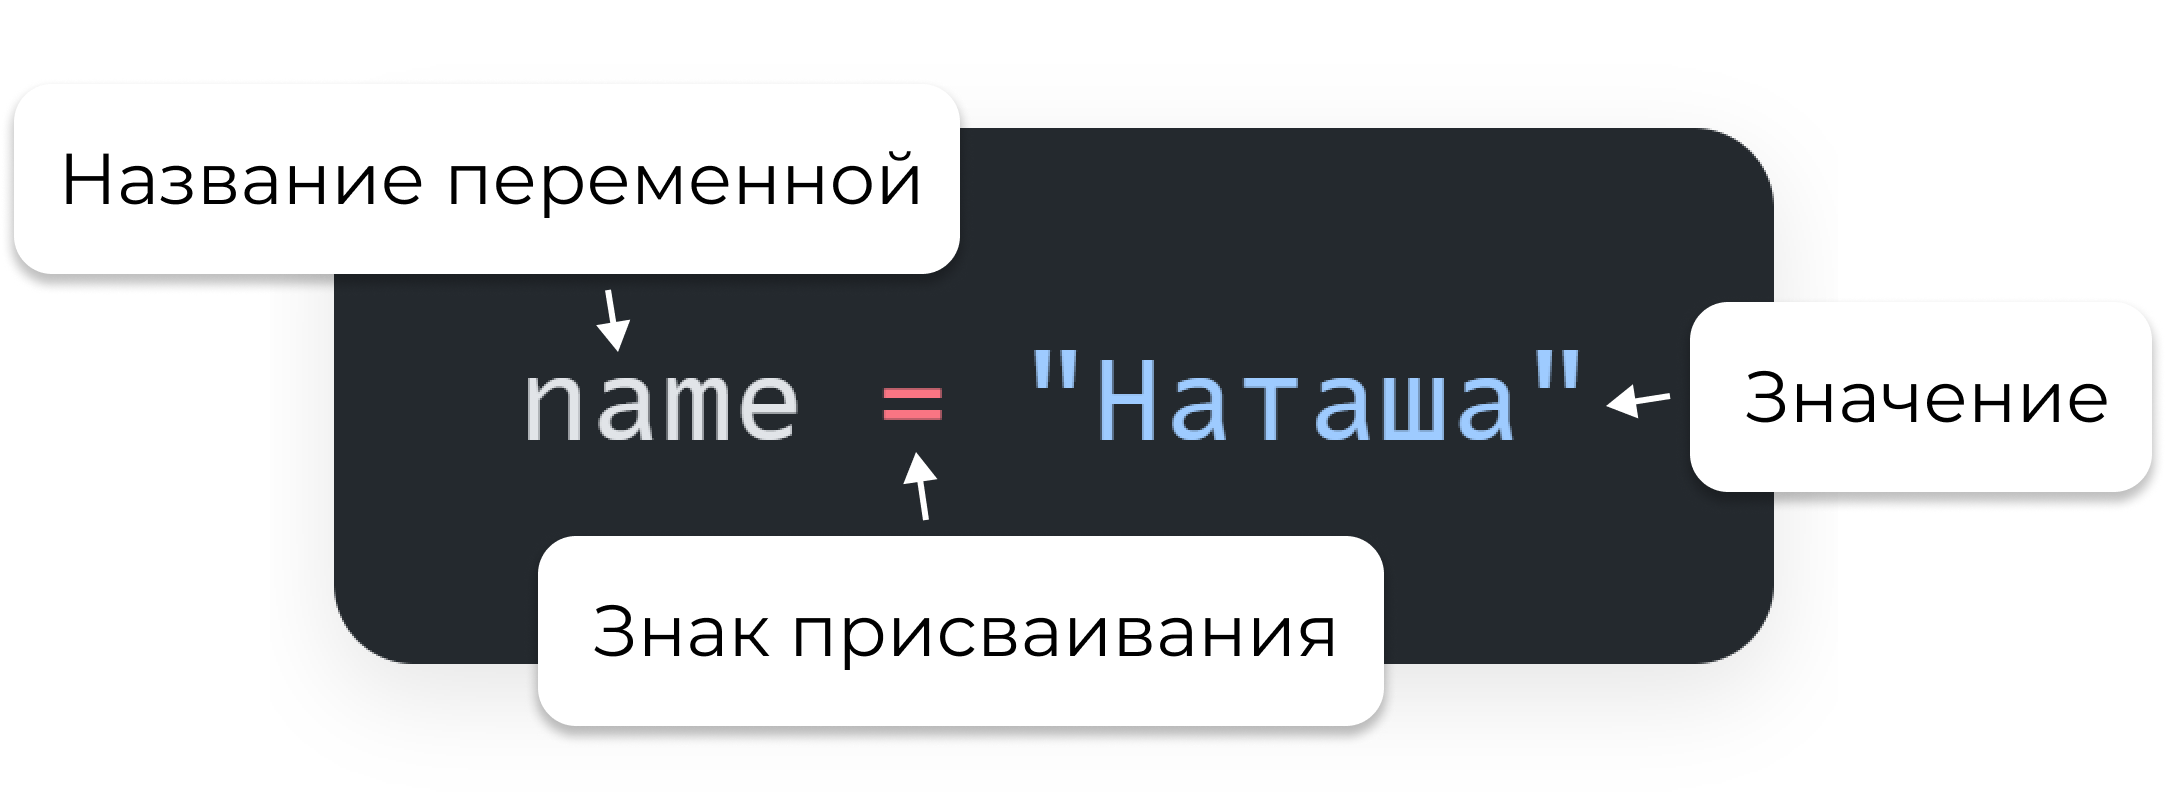 Название переменной
name = "Наташа"
Значение
Знак присваивания